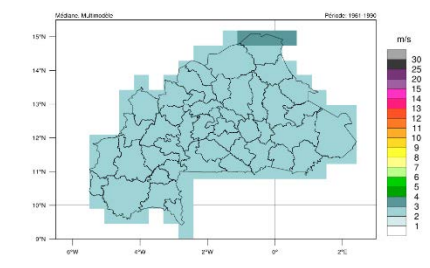 Médiane, Multimodèle
Période: 1961 1990
m/s
15°N
14°N
13°N
12°N
11°N
10°N
9°N
6°W
4°W
2°W
0°
2°E
30
25
20
15
14
13
12
11
10
9
8
7
6
5
4
3
2
1